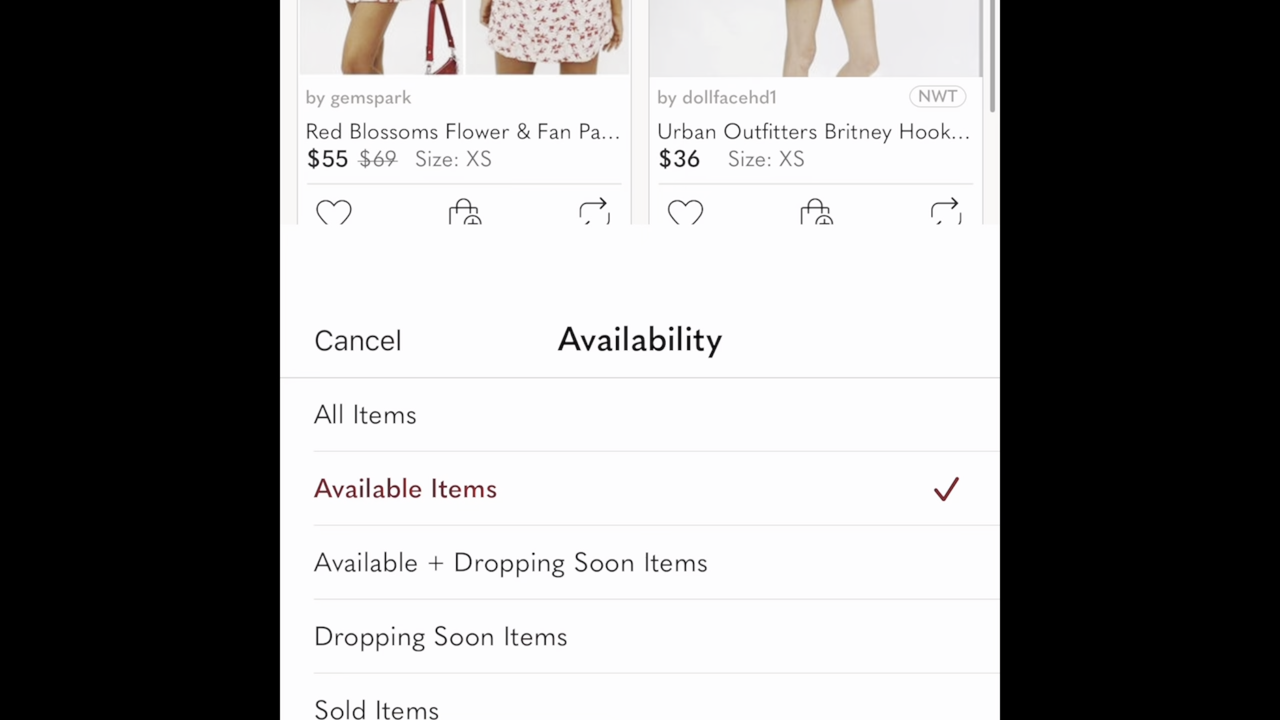 by gemspark
Red Blossoms Flower & Fan Pa...
$55 $69 Size: XS
by dollfacehd1 NWT
Urban Outfitters Britney Hook...
$36 Size: XS
Cancel Availability
All Items
Available Items
Available + Dropping Soon Items
Dropping Soon Items
Sold Items